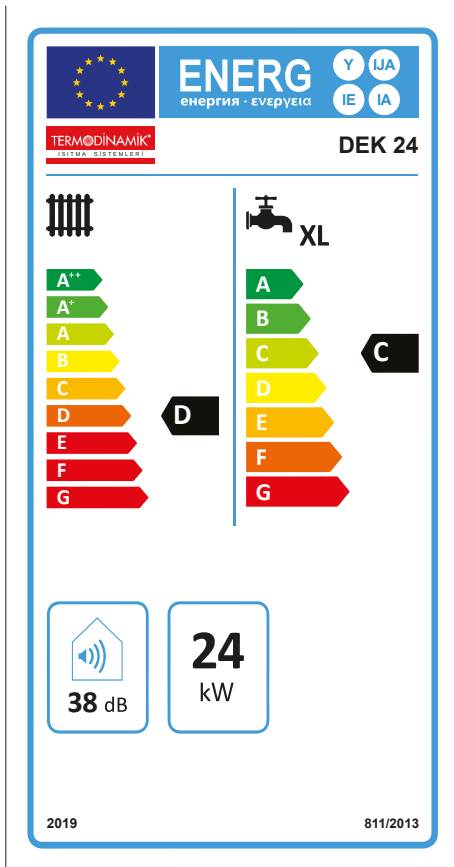 ENERG
енергия · ενεργεια
Y IJA
IE IA
TERMODİNAMİK
ISITMA SİSTEMLERİ
DEK 24
XL
A++
A+
A
B
C
D
E
F
G
D
A
B
C
D
E
F
G
C
38 dB
24
kW
2019
811/2013